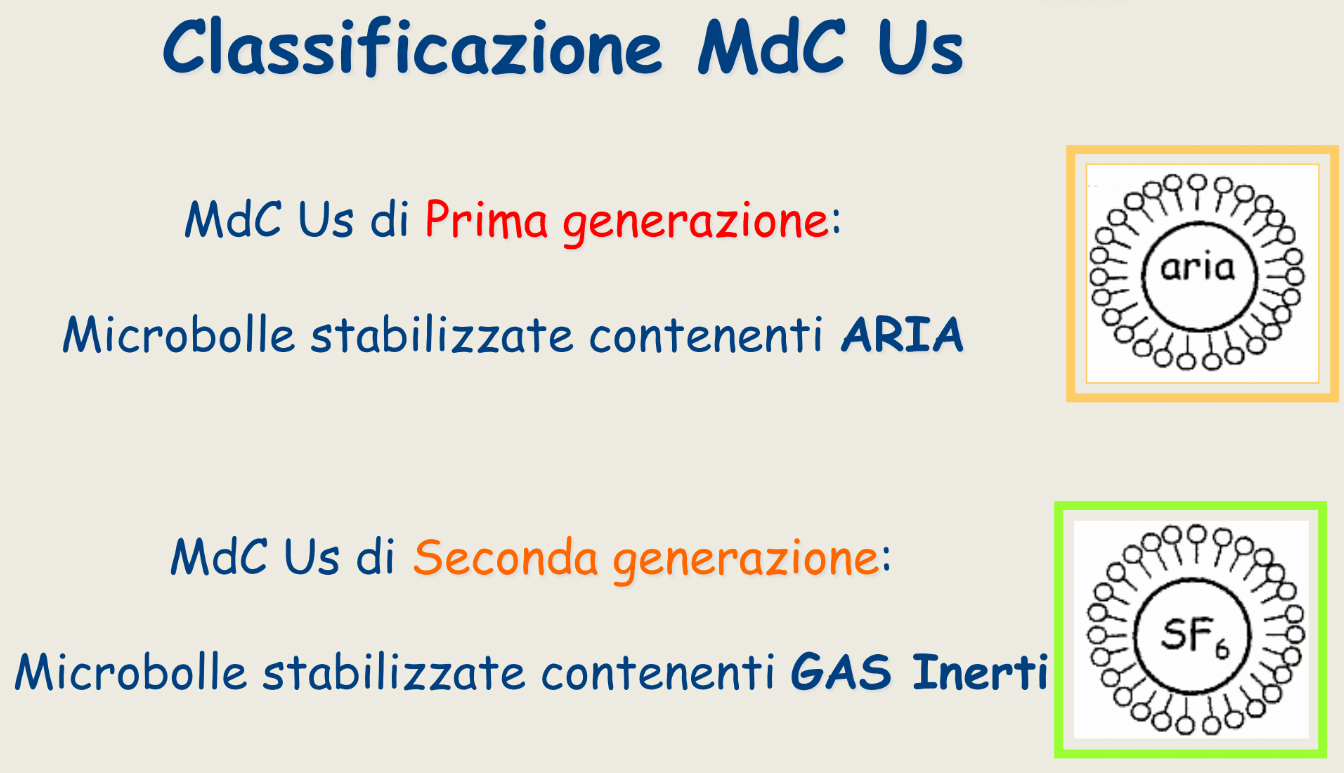 Classificazione MdC Us
MdC Us di Prima generazione:
aria
Microbolle stabilizzate contenenti ARIA
MdC Us di Seconda generazione:
SF₆
Microbolle stabilizzate contenenti GAS Inerti